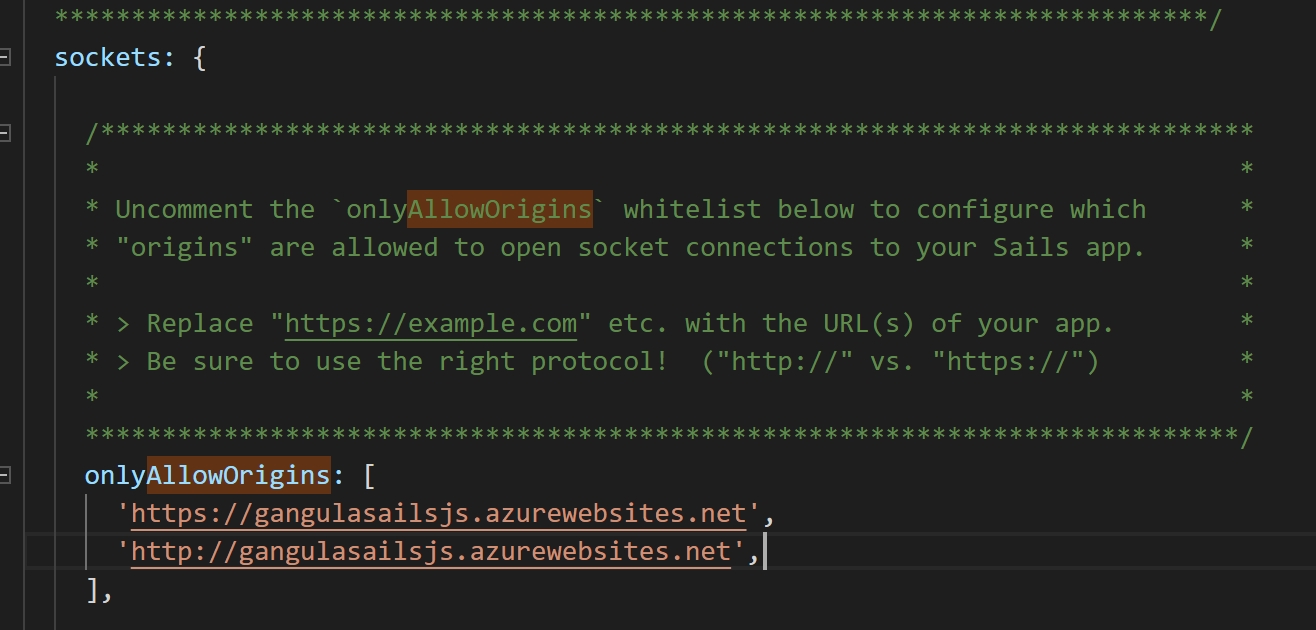 ***************************************************************************/
sockets: {
/***************************************************************************
* *
* Uncomment the `onlyAllowOrigins` whitelist below to configure which *
* "origins" are allowed to open socket connections to your Sails app. *
* *
* > Replace "https://example.com" etc. with the URL(s) of your app. *
* > Be sure to use the right protocol! ("http://" vs. "https://") *
* *
***************************************************************************/
onlyAllowOrigins: [
'https://gangulasailsjs.azurewebsites.net',
'http://gangulasailsjs.azurewebsites.net',
],